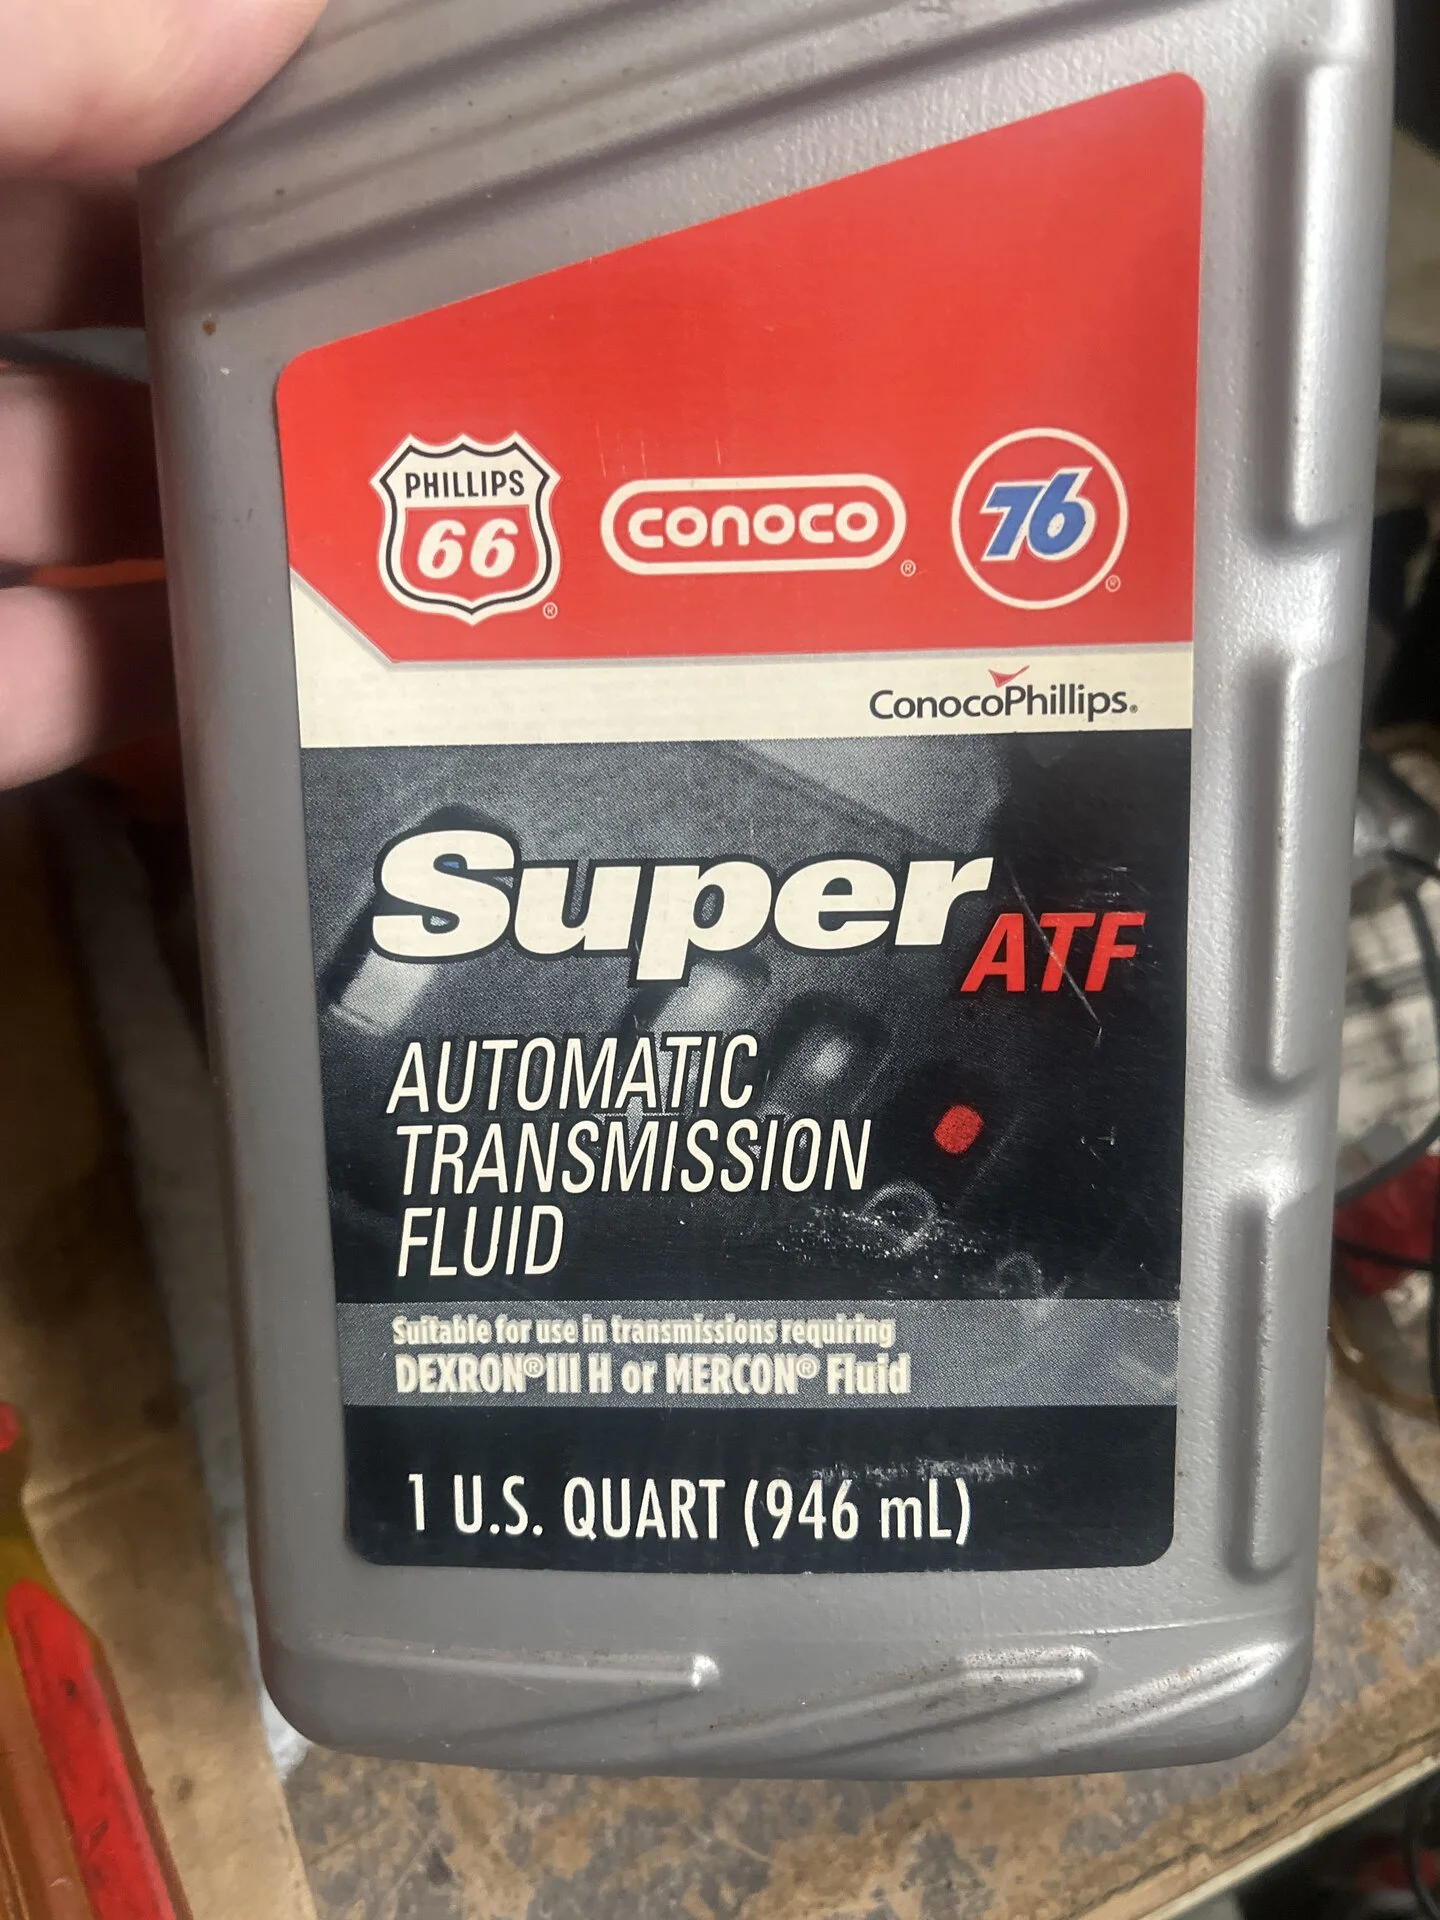 PHILLIPS
66®
conoco®
76®
ConocoPhillips®
Super ATF
AUTOMATIC
TRANSMISSION
FLUID
Suitable for use in transmissions requiring
DEXRON®III H or MERCON® Fluid
1 U.S. QUART (946 mL)